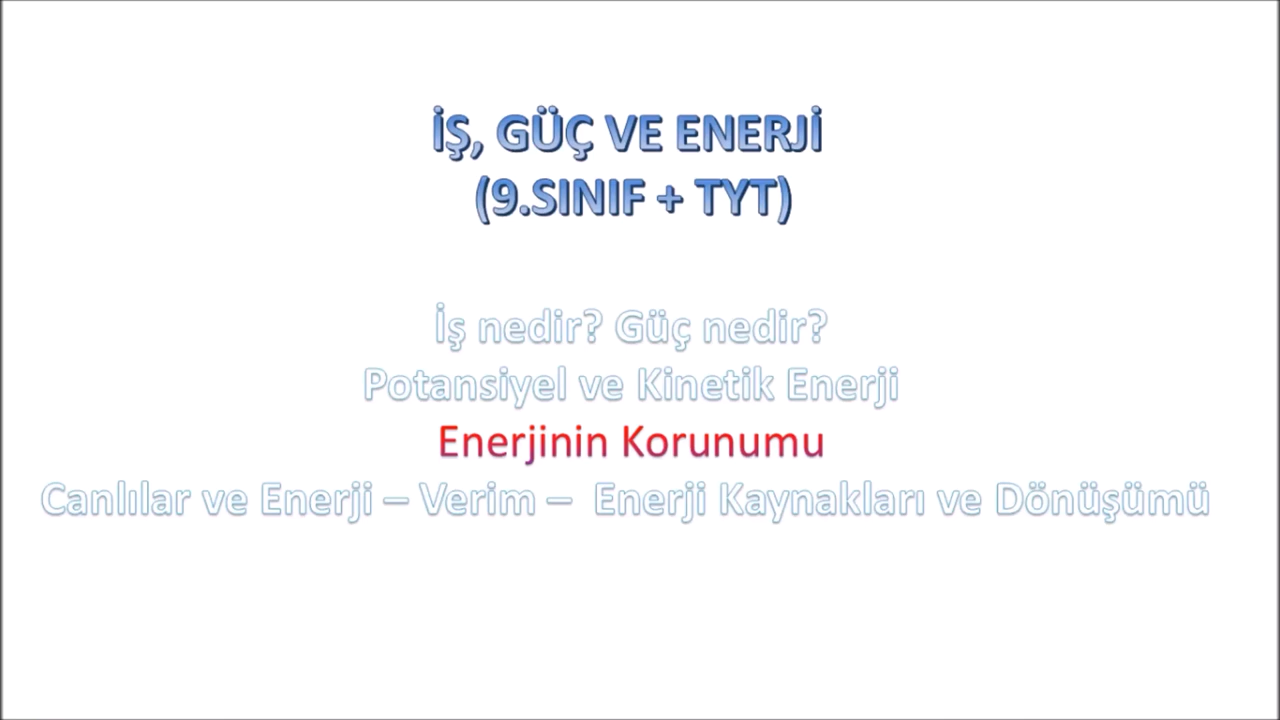 İŞ, GÜÇ VE ENERJİ
(9.SINIF + TYT)
İş nedir? Güç nedir?
Potansiyel ve Kinetik Enerji
Enerjinin Korunumu
Canlılar ve Enerji – Verim – Enerji Kaynakları ve Dönüşümü